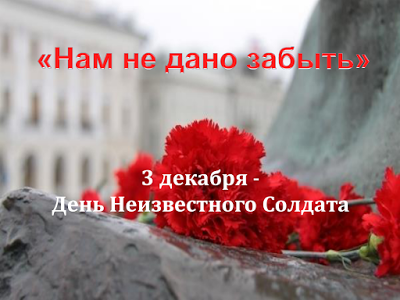 «Нам не дано забыть»
3 декабря -
День Неизвестного Солдата